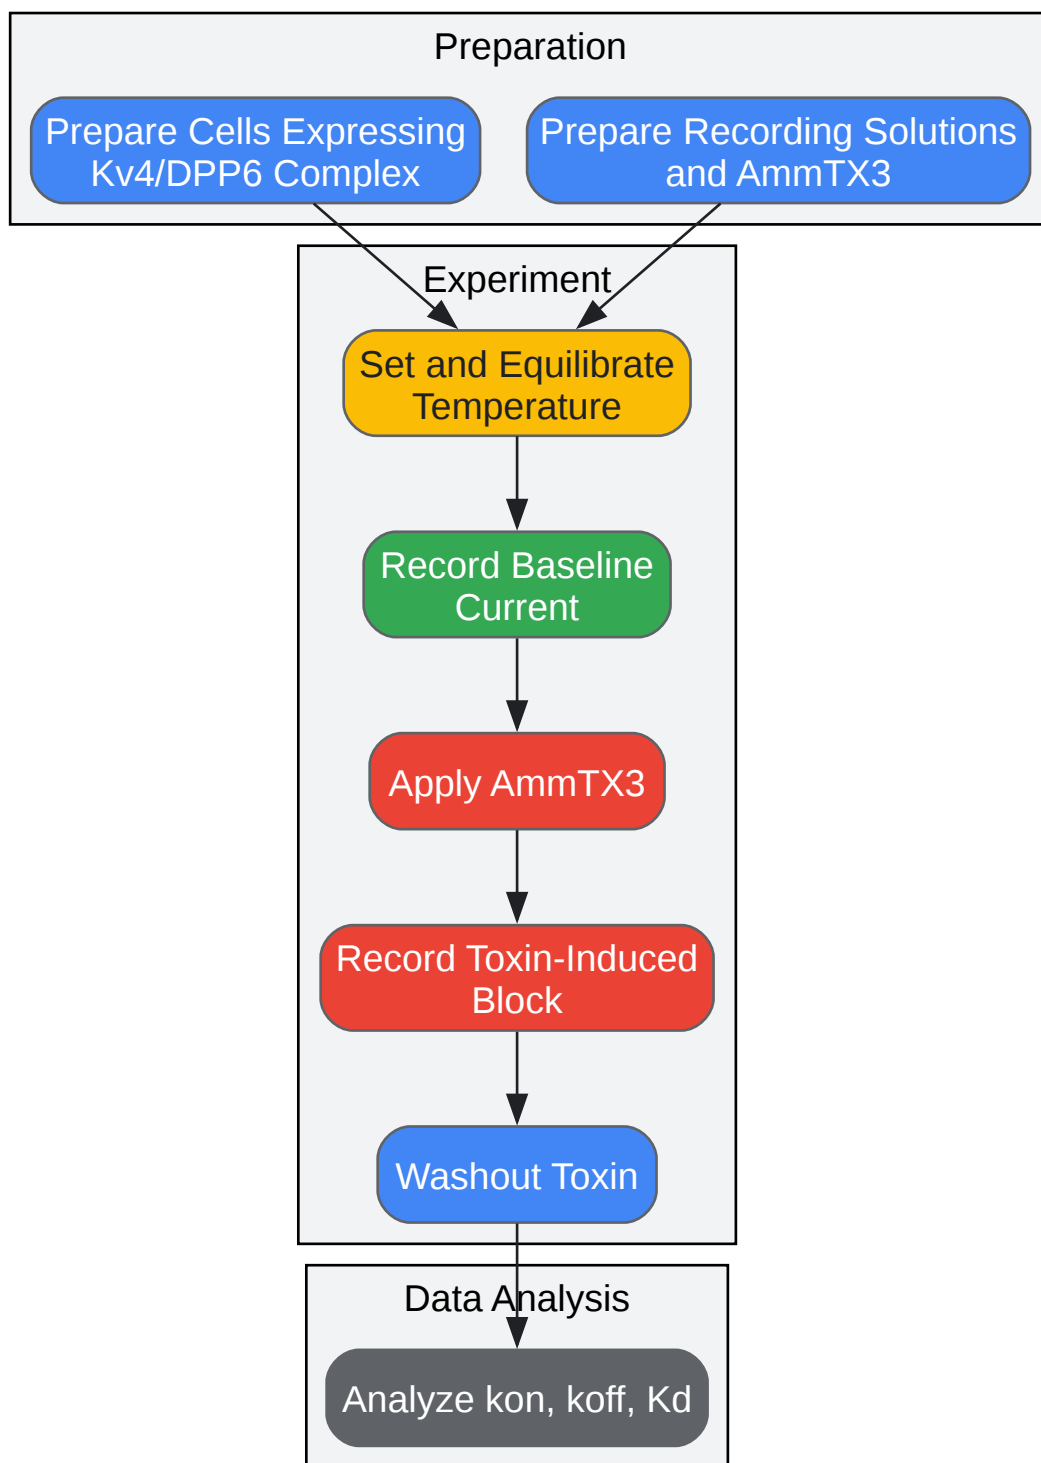 Preparation
Prepare Cells Expressing
Kv4/DPP6 Complex
Prepare Recording Solutions
and AmmTX3
Experiment
Set and Equilibrate
Temperature
Record Baseline
Current
Apply AmmTX3
Record Toxin-Induced
Block
Washout Toxin
Data Analysis
Analyze kon, koff, Kd